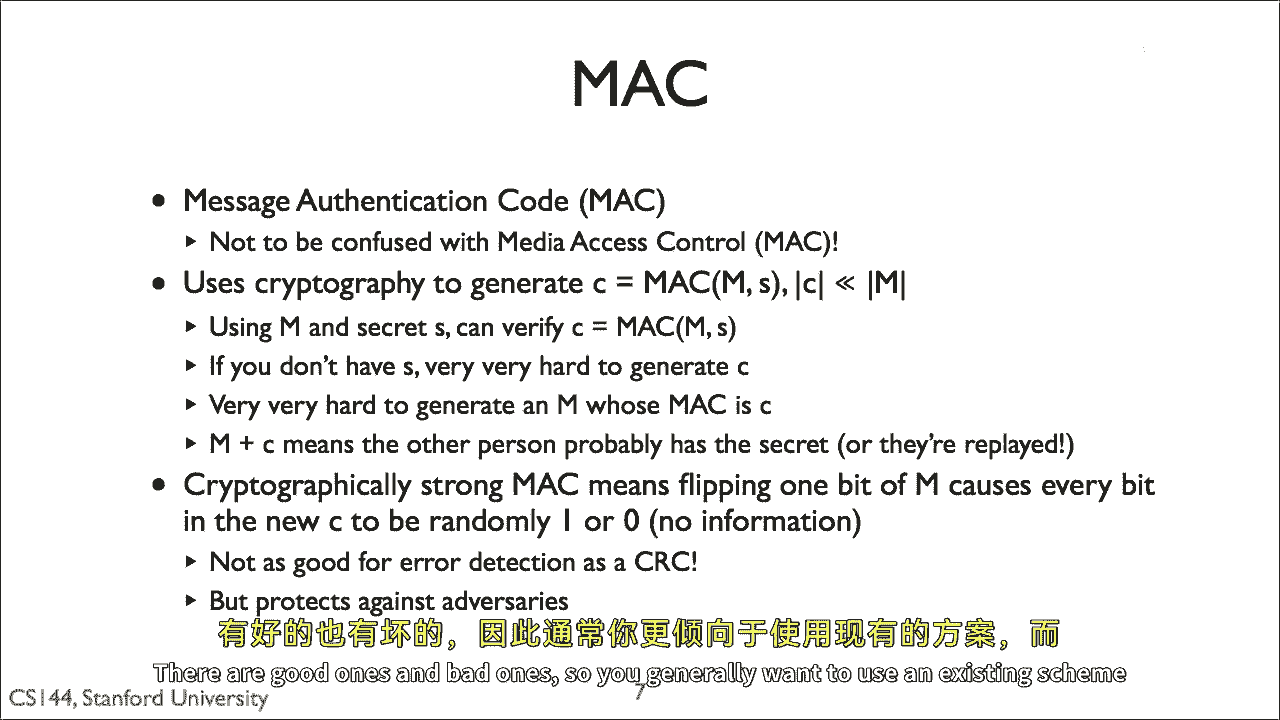 MAC
• Message Authentication Code (MAC)
‣ Not to be confused with Media Access Control (MAC)!
• Uses cryptography to generate c = MAC(M, s), |c| ≪ |M|
‣ Using M and secret s, can verify c = MAC(M, s)
‣ If you don't have s, very very hard to generate c
‣ Very very hard to generate an M whose MAC is c
‣ M + c means the other person probably has the secret (or they're replayed!)
• Cryptographically strong MAC means flipping one bit of M causes every bit
in the new c to be randomly 1 or 0 (no information)
‣ Not as good for error detection as a CRC!
‣ But protects against adversaries
有好的也有坏的，因此通常你更倾向于使用现有的方案，而
There are good ones and bad ones, so you generally want to use an existing scheme
CS144, Stanford University
7